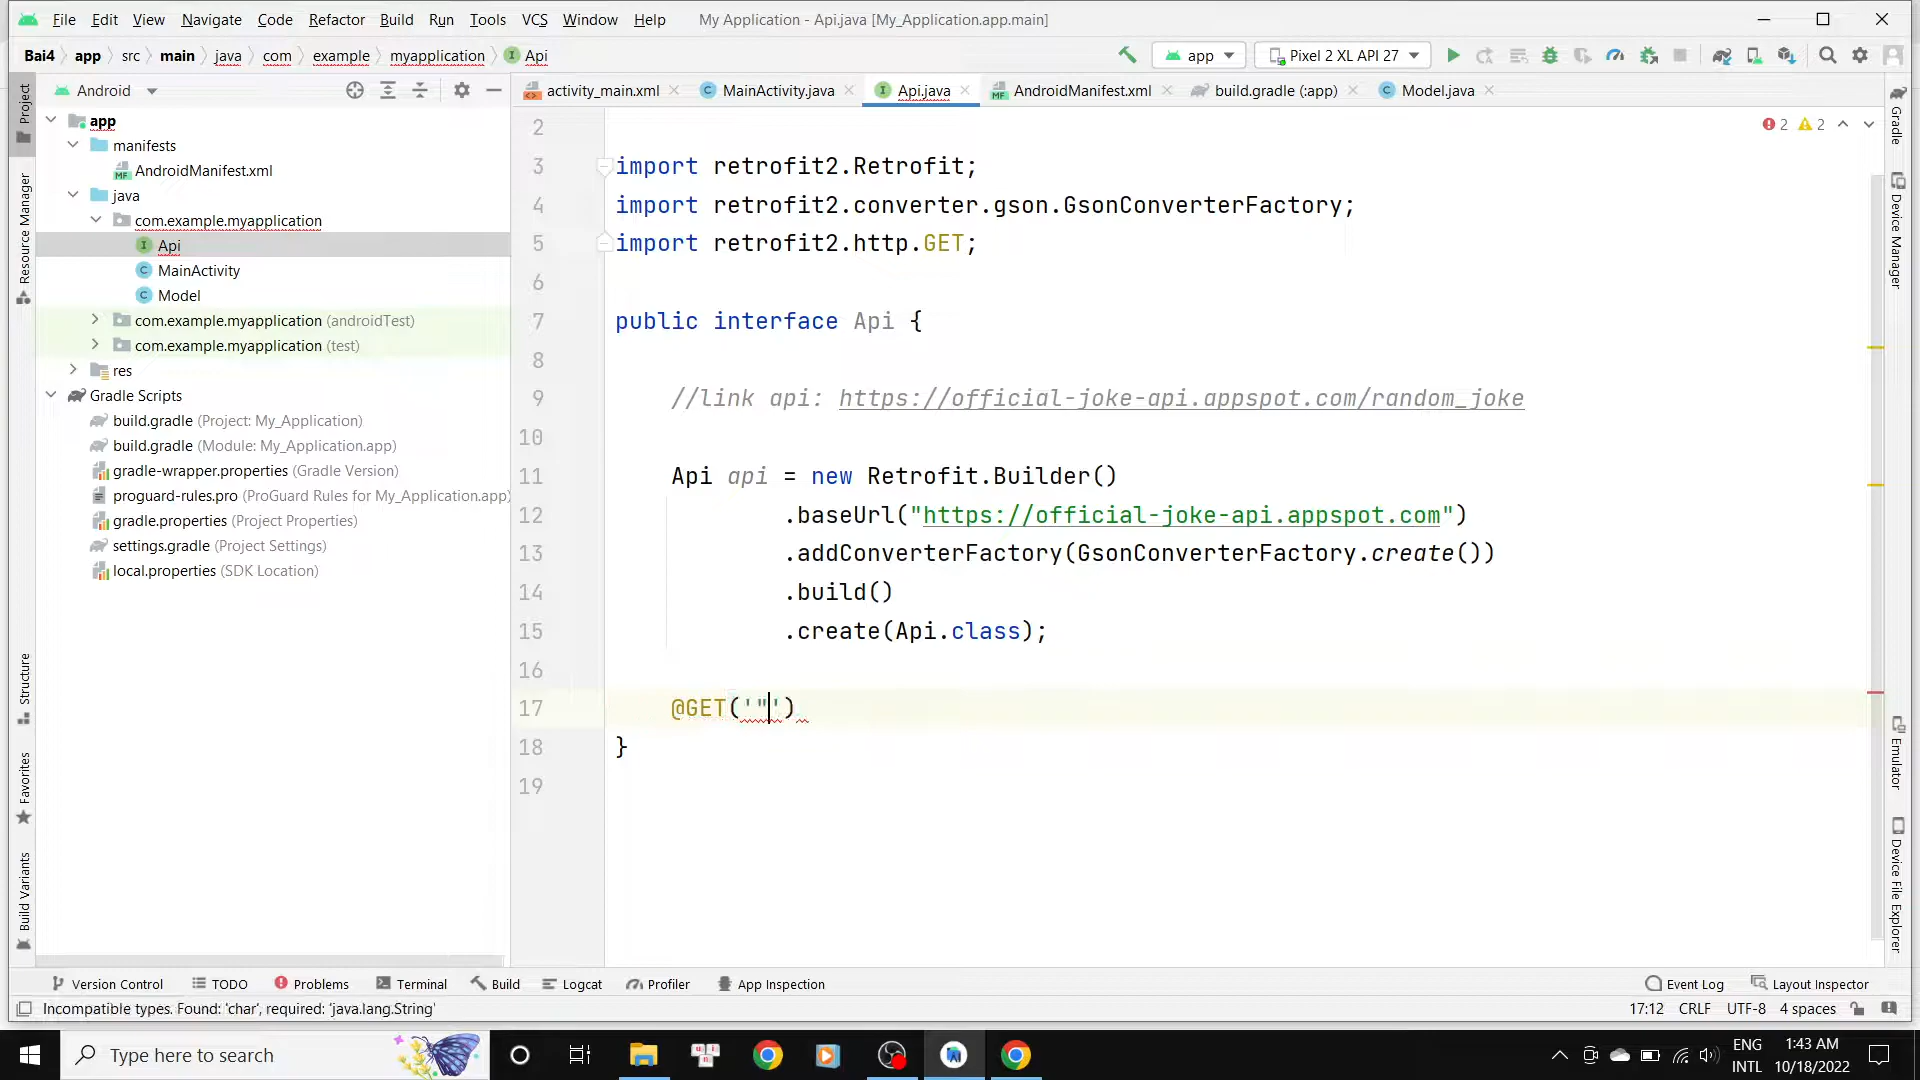 File Edit View Navigate Code Refactor Build Run Tools VCS Window Help My Application - Api.java [My_Application.app.main]
Bai4 app src main java com example myapplication Api app Pixel 2 XL API 27
Android
activity_main.xml MainActivity.java Api.java AndroidManifest.xml build.gradle (:app) Model.java
app
manifests
AndroidManifest.xml
java
com.example.myapplication
Api
MainActivity
Model
com.example.myapplication (androidTest)
com.example.myapplication (test)
res
Gradle Scripts
build.gradle (Project: My_Application)
build.gradle (Module: My_Application.app)
gradle-wrapper.properties (Gradle Version)
proguard-rules.pro (ProGuard Rules for My_Application.app)
gradle.properties (Project Properties)
settings.gradle (Project Settings)
local.properties (SDK Location)
Project
Resource Manager
Structure
Favorites
Build Variants
2 2
2
3 import retrofit2.Retrofit;
4 import retrofit2.converter.gson.GsonConverterFactory;
5 import retrofit2.http.GET;
6
7 public interface Api {
8
9 //link api: https://official-joke-api.appspot.com/random_joke
10
11 Api api = new Retrofit.Builder()
12 .baseUrl("https://official-joke-api.appspot.com")
13 .addConverterFactory(GsonConverterFactory.create())
14 .build()
15 .create(Api.class);
16
17 @GET('"')
18 }
19
Gradle
Device Manager
Emulator
Device File Explorer
Version Control TODO Problems Terminal Build Logcat Profiler App Inspection Event Log Layout Inspector
Incompatible types. Found: 'char', required: 'java.lang.String' 17:12 CRLF UTF-8 4 spaces
Type here to search
ENG
INTL
1:43 AM
10/18/2022